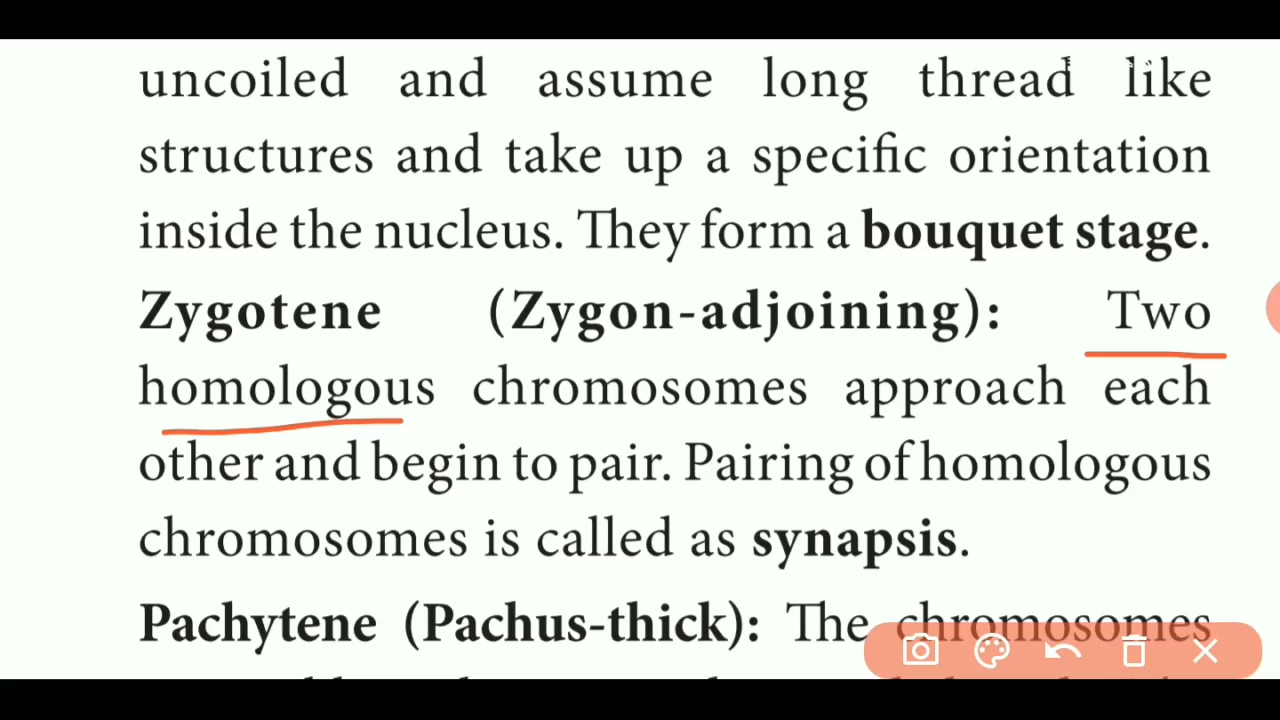 uncoiled and assume long thread like
structures and take up a specific orientation
inside the nucleus. They form a bouquet stage.
Zygotene (Zygon-adjoining): Two
homologous chromosomes approach each
other and begin to pair. Pairing of homologous
chromosomes is called as synapsis.
Pachytene (Pachus-thick): The chromosomes